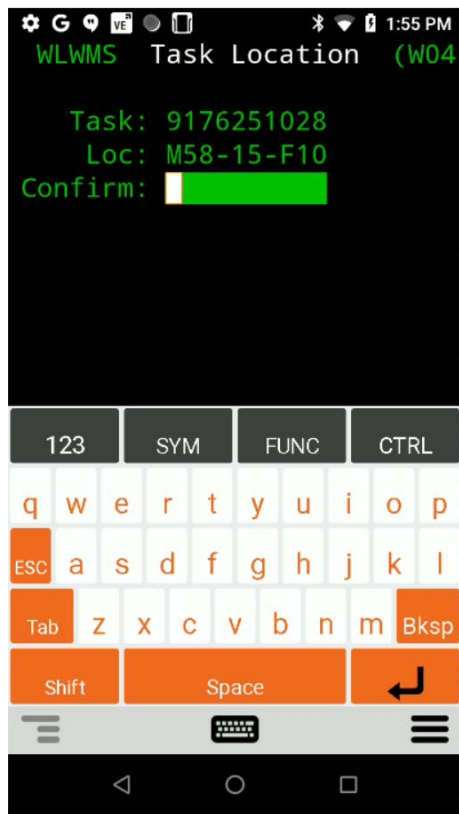 G VE 1:55 PM
WLWMS Task Location (W04
Task: 9176251028
Loc: M58-15-F10
Confirm:
123 SYM FUNC CTRL
q w e r t y u i o p
ESC a s d f g h j k l
Tab z x c v b n m Bksp
Shift Space